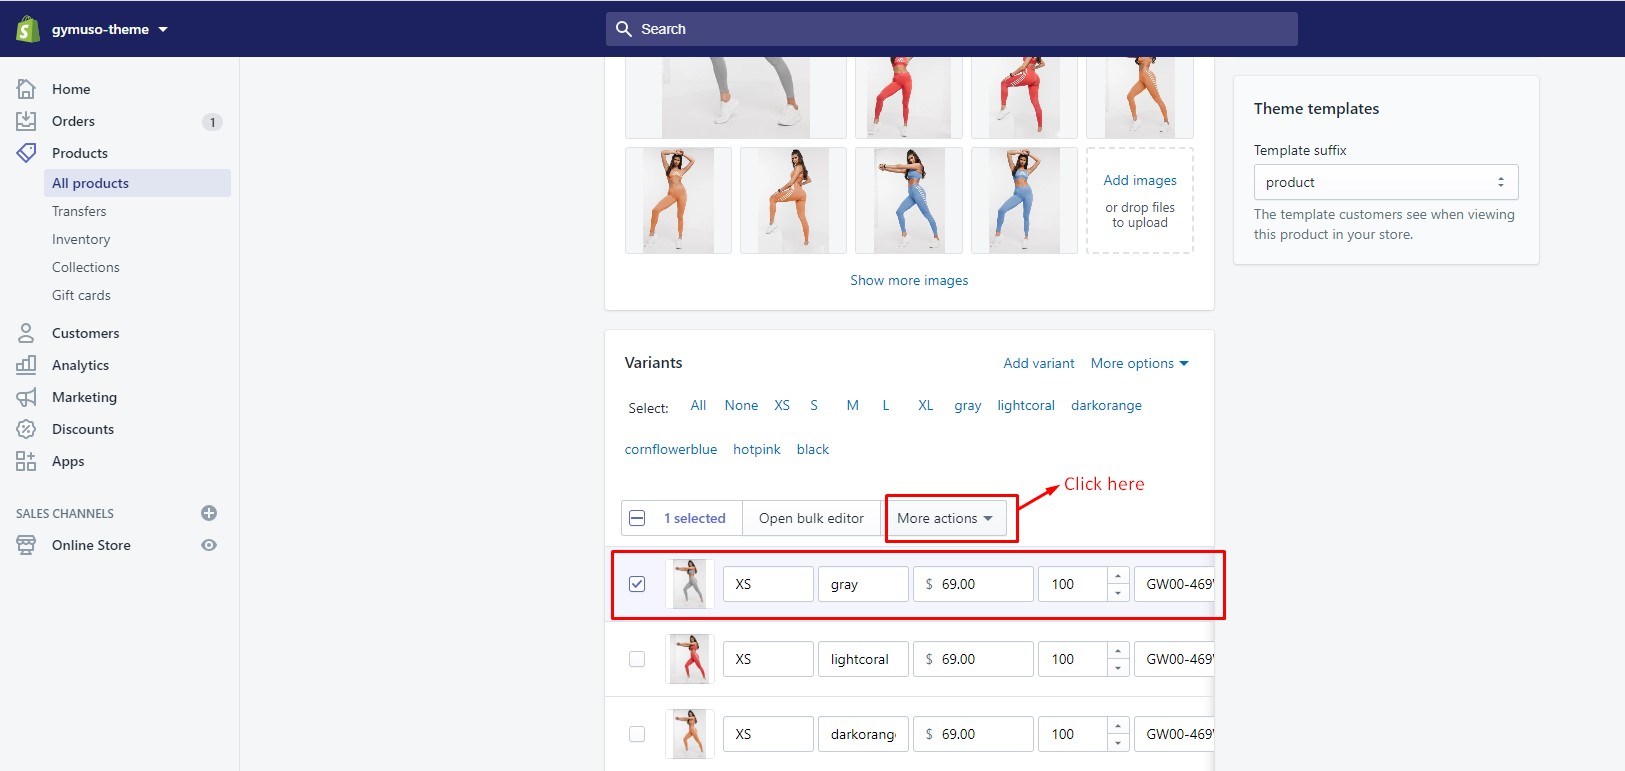 gymuso-theme
Search
Home
Orders 1
Products
All products
Transfers
Inventory
Collections
Gift cards
Customers
Analytics
Marketing
Discounts
Apps
SALES CHANNELS
Online Store
Add images
or drop files
to upload
Show more images
Variants Add variant More options
Select: All None XS S M L XL gray lightcoral darkorange
cornflowerblue hotpink black
Click here
1 selected Open bulk editor More actions
XS gray $ 69.00 100 GW00-469
XS lightcoral $ 69.00 100 GW00-469
XS darkorang $ 69.00 100 GW00-469
Theme templates
Template suffix
product
The template customers see when viewing
this product in your store.